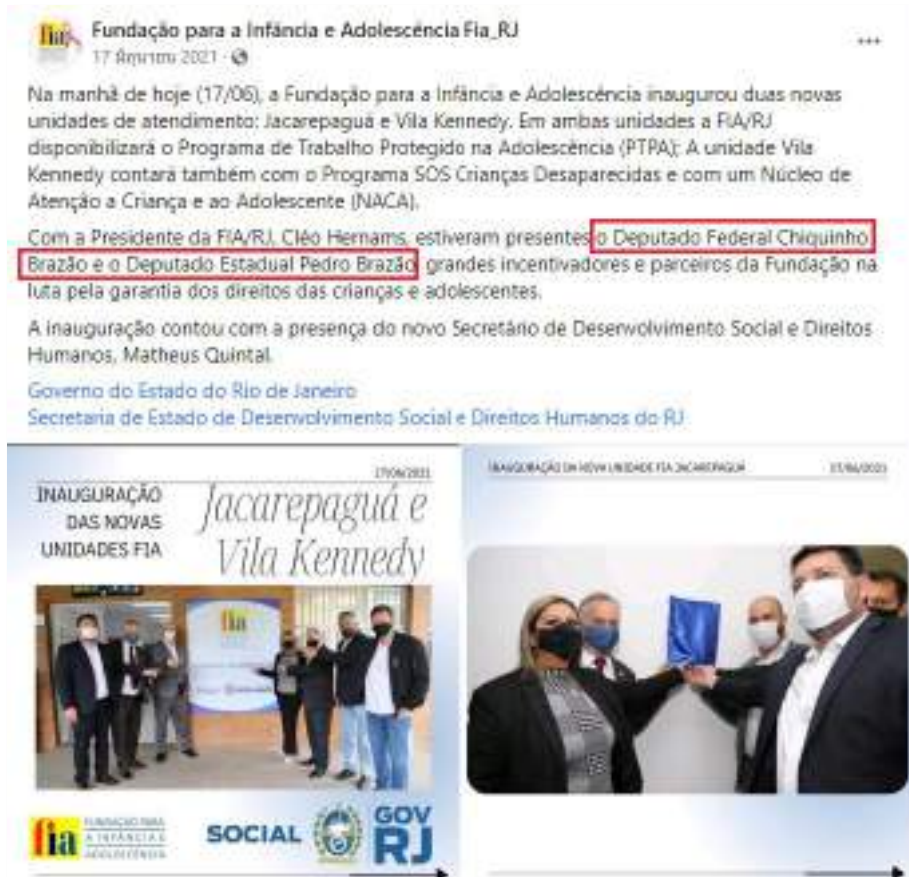 Fundação para a Infância e Adolescência Fia_RJ
2021
Na manhã de hoje (17/06), a Fundação para a Infância e Adolescência inaugurou duas novas
unidades de atendimento: Jacarepaguá e Vila Kennedy. Em ambas unidades a FIA/RJ
disponibilizará o Programa de Trabalho Protegido na Adolescência (PTPA); A unidade Vila
Kennedy contará também com o Programa SOS Crianças Desaparecidas e com um Núcleo de
Atenção a Criança e ao Adolescente (NACA).
Com a Presidente da FIA/RJ, Cléo Hernams, estiveram presentes o Deputado Federal Chiquinho
Brazão e o Deputado Estadual Pedro Brazão, grandes incentivadores e parceiros da Fundação na
luta pela garantia dos direitos das crianças e adolescentes.
A inauguração contou com a presença do novo Secretário de Desenvolvimento Social e Direitos
Humanos, Matheus Quintal.
Governo do Estado do Rio de Janeiro
Secretaria de Estado de Desenvolvimento Social e Direitos Humanos do RJ
17/06/2021
INAUGURAÇÃO
DAS NOVAS
UNIDADES FIA
Jacarepaguá e
Vila Kennedy
fia
fia
FUNDAÇÃO PARA
A INFÂNCIA E
ADOLESCÊNCIA
SOCIAL
GOV
RJ
INAUGURAÇÃO DA NOVA UNIDADE FIA JACAREPAGUÁ
17/06/2021